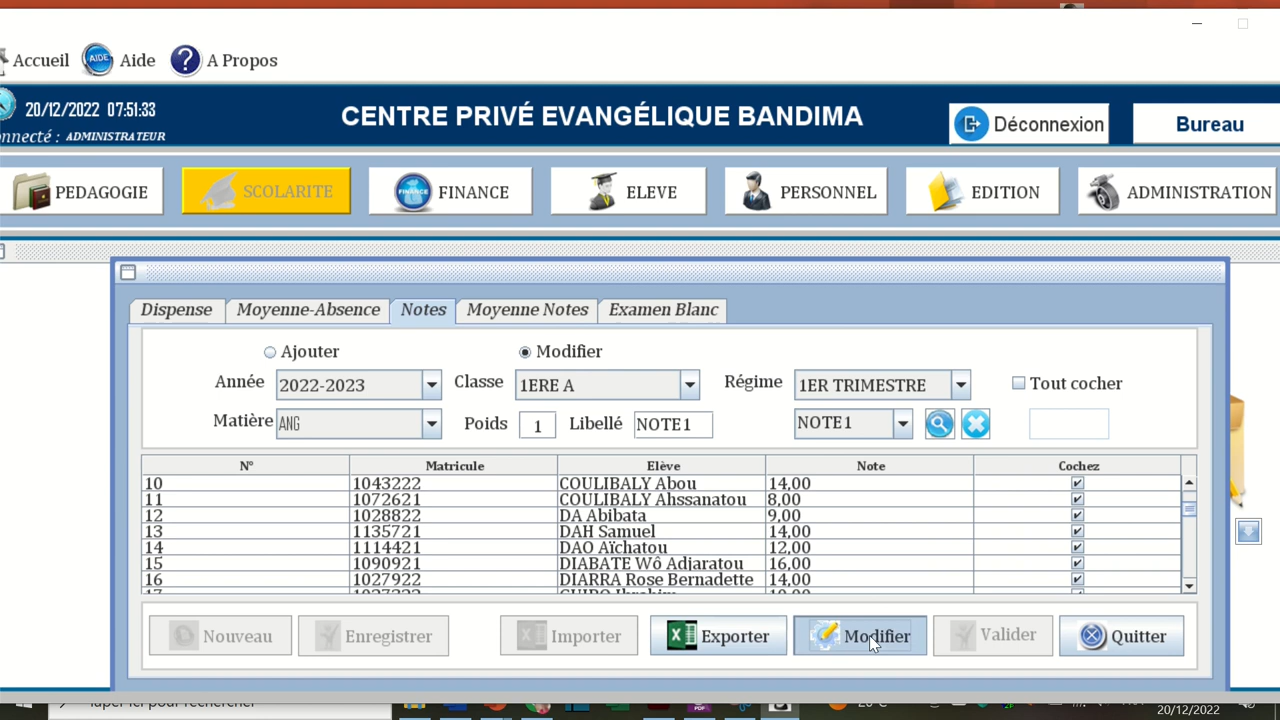 Accueil AIDE Aide ? A Propos
20/12/2022 07:51:33
CENTRE PRIVÉ EVANGÉLIQUE BANDIMA
Déconnexion
Bureau
onnecté : ADMINISTRATEUR
PEDAGOGIE
SCOLARITE
FINANCE FINANCE
ELEVE
PERSONNEL
EDITION
ADMINISTRATION
Dispense Moyenne-Absence Notes Moyenne Notes Examen Blanc
Ajouter Modifier
Année 2022-2023 Classe 1ERE A Régime 1ER TRIMESTRE Tout cocher
Matière ANG Poids 1 Libellé NOTE1 NOTE1
N° Matricule Elève Note Cochez
10 1043222 COULIBALY Abou 14,00
11 1072621 COULIBALY Ahssanatou 8,00
12 1028822 DA Abibata 9,00
13 1135721 DAH Samuel 14,00
14 1114421 DAO Aïchatou 12,00
15 1090921 DIABATE Wô Adjaratou 16,00
16 1027922 DIARRA Rose Bernadette 14,00
Nouveau Enregistrer Importer Exporter Modifier Valider Quitter
Taper ici pour rechercher
20/12/2022